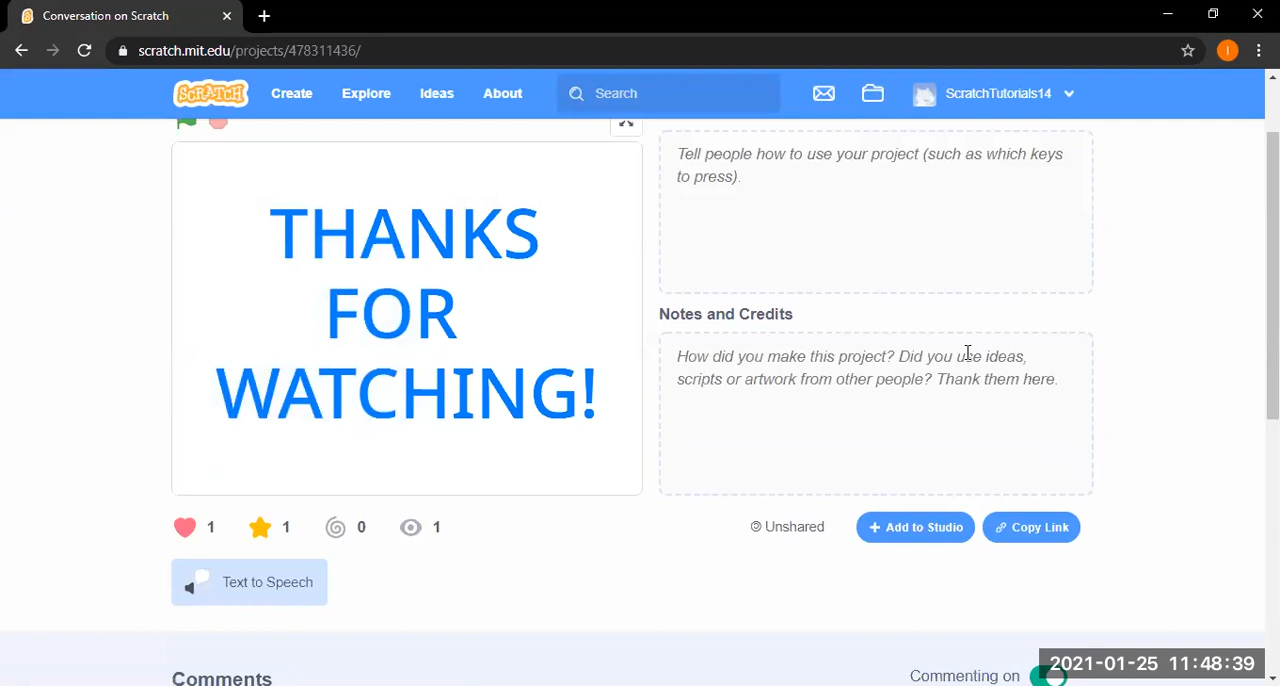 Conversation on Scratch
scratch.mit.edu/projects/478311436/
I
SCRATCH Create Explore Ideas About Search ScratchTutorials14
Tell people how to use your project (such as which keys
to press).
THANKS
FOR
WATCHING!
Notes and Credits
How did you make this project? Did you use ideas,
scripts or artwork from other people? Thank them here.
1 1 0 1
Unshared + Add to Studio Copy Link
Text to Speech
Comments
Commenting on
2021-01-25 11:48:39